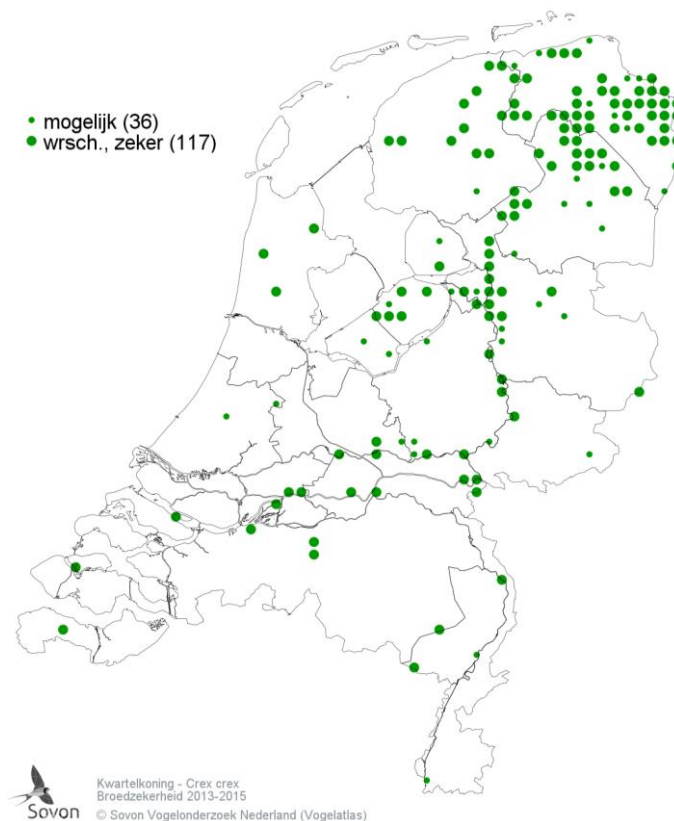 mogelijk (36)
wrsch., zeker (117)
Sovon
Kwartelkoning - Crex crex
Broedzekerheid 2013-2015
© Sovon Vogelonderzoek Nederland (Vogelatlas)